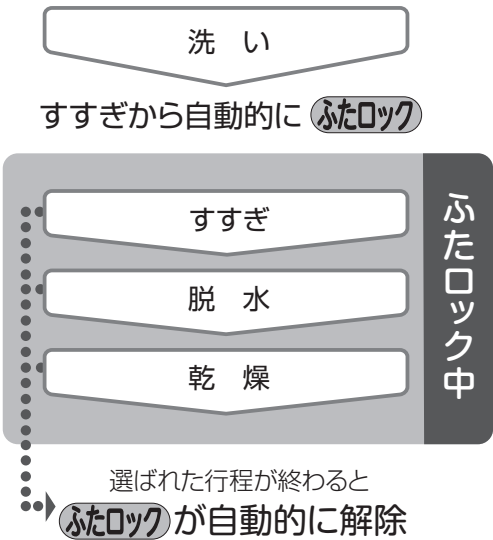 洗 い
すすぎから自動的に ふたロック
すすぎ
脱 水
乾 燥
ふたロック中
選ばれた行程が終わると
ふたロックが自動的に解除